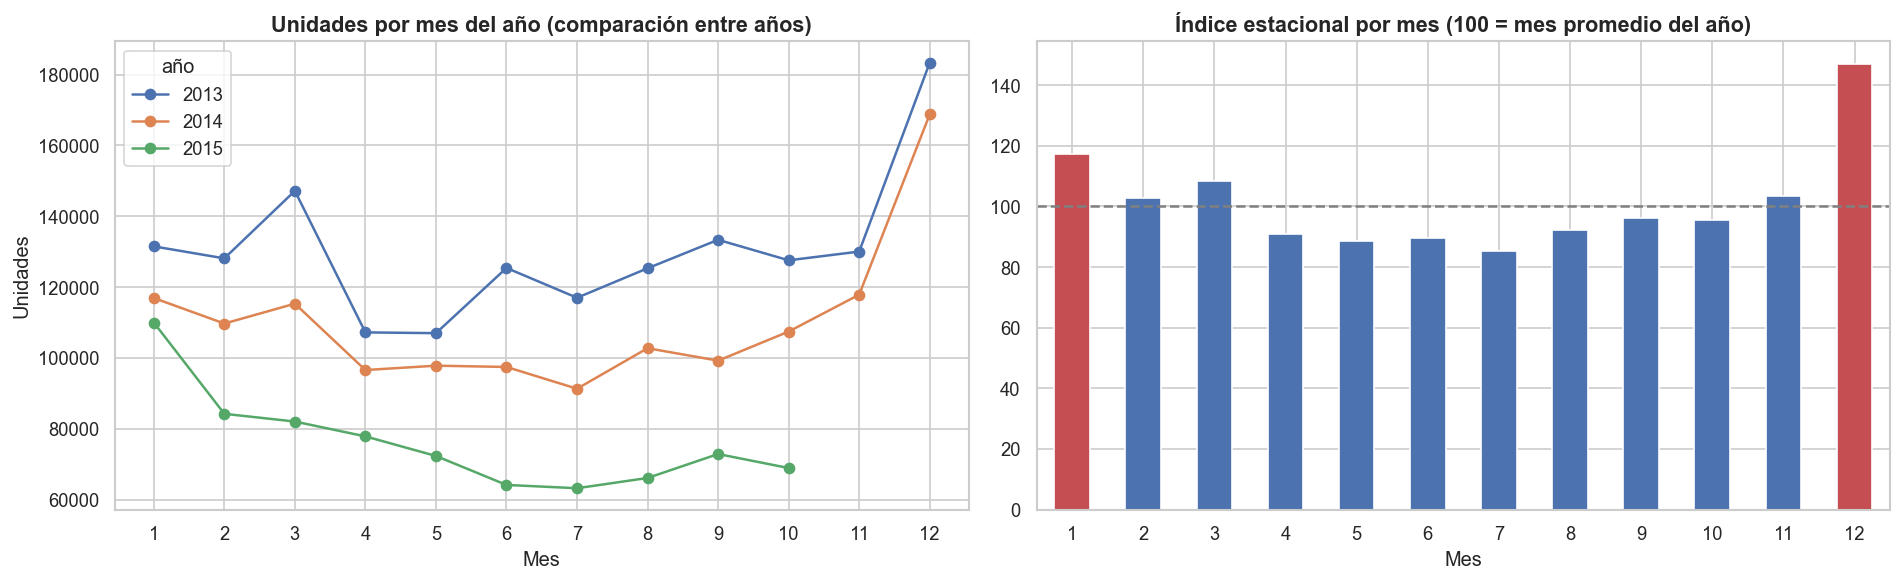 Unidades por mes del año (comparación entre años)
año
2013
2014
2015
180000
160000
140000
120000
100000
80000
60000
Unidades
1 2 3 4 5 6 7 8 9 10 11 12
Mes
Índice estacional por mes (100 = mes promedio del año)
140
120
100
80
60
40
20
0
1 2 3 4 5 6 7 8 9 10 11 12
Mes